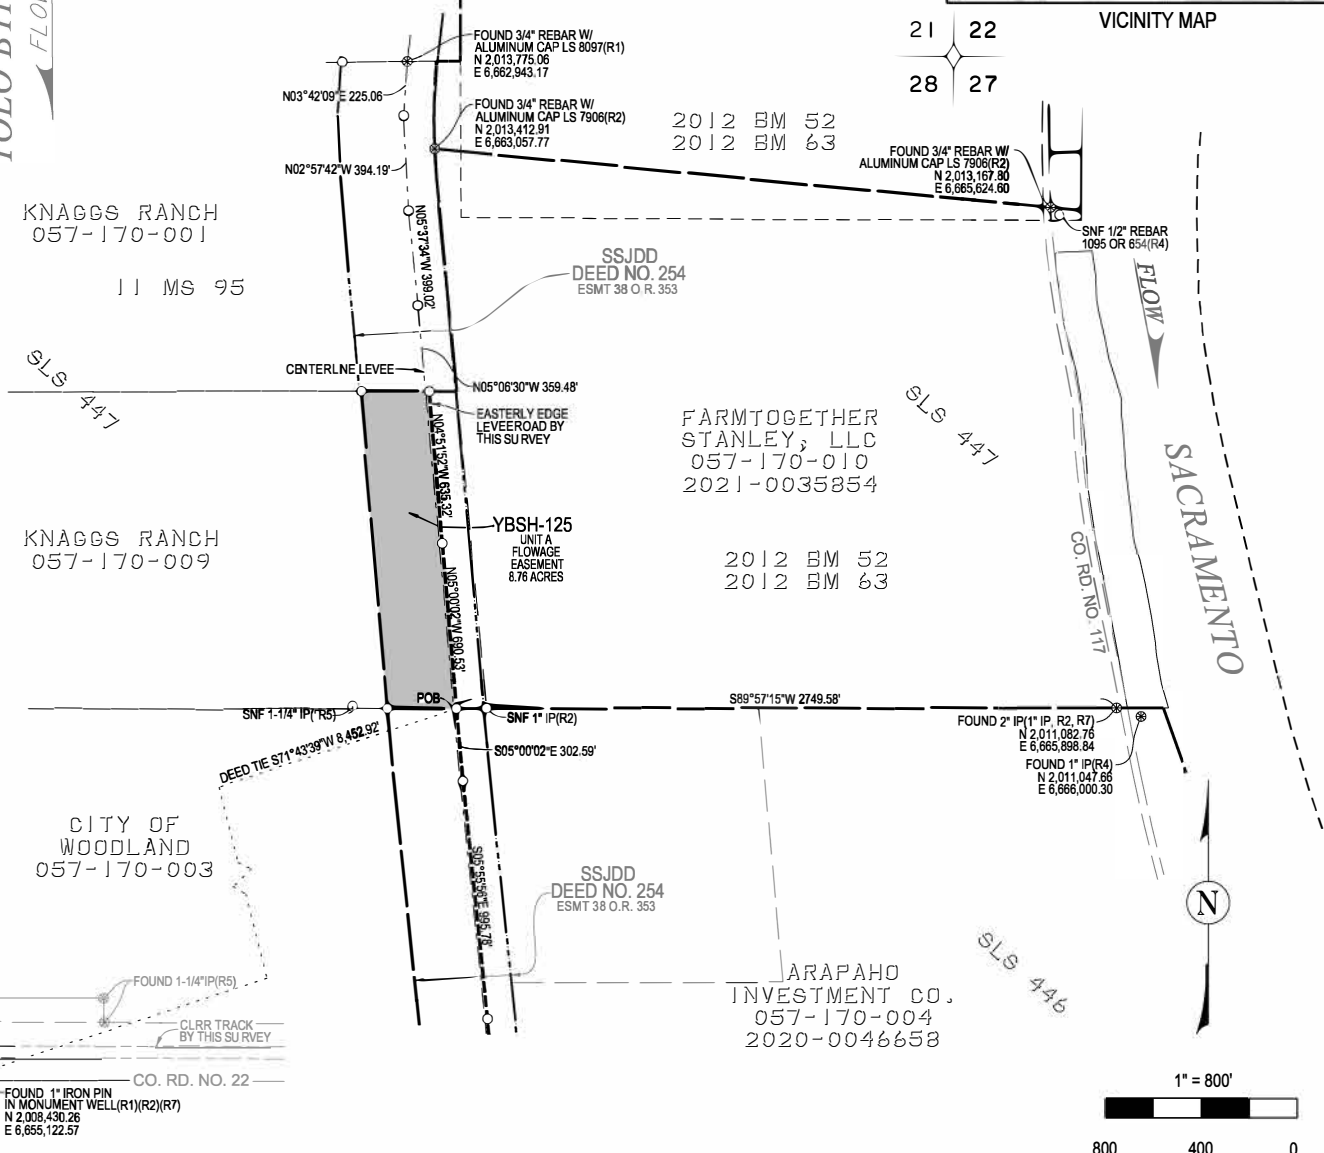 VICINITY MAP
21 22
28 27
FLOW
FOUND 3/4" REBAR W/
ALUMINUM CAP LS 8097(R1)
N 2,013,775.06
E 6,662,943.17
N03°42'09"E 225.06
FOUND 3/4" REBAR W/
ALUMINUM CAP LS 7906(R2)
N 2,013,412.91
E 6,663,057.77
2012 BM 52
2012 BM 63
FOUND 3/4" REBAR W/
ALUMINUM CAP LS 7906(R2)
N 2,013,167.80
E 6,665,624.60
N02°57'42"W 394.19'
KNAGGS RANCH
057-170-001
11 MS 95
N05°37'34"W 399.02'
SNF 1/2" REBAR
1095 OR 654(R4)
SSJDD
DEED NO. 254
ESMT 38 O.R. 353
FLOW
SLS 447
CENTERLINE LEVEE
N05°06'30"W 359.48'
EASTERLY EDGE
LEVEEROAD BY
THIS SURVEY
N04°51'52"W 635.32'
FARMTOGETHER
STANLEY, LLC
057-170-010
2021-0035854
SLS 447
SACRAMENTO
KNAGGS RANCH
057-170-009
YBSH-125
UNIT A
FLOWAGE
EASEMENT
8.76 ACRES
2012 BM 52
2012 BM 63
CO. RD. NO. 117
N05°00'02"W 690.53'
POB
S89°57'15"W 2749.58'
SNF 1-1/4" IP("R5)
SNF 1" IP(R2)
FOUND 2" IP(1" IP, R2, R7)
N 2,011,082.76
E 6,665,898.84
DEED TIE S71°43'39"W 8,452.92'
S05°00'02"E 302.59'
FOUND 1" IP(R4)
N 2,011,047.66
E 6,666,000.30
CITY OF
WOODLAND
057-170-003
S05°55'56"E 995.78'
SSJDD
DEED NO. 254
ESMT 38 O.R. 353
N
SLS 446
FOUND 1-1/4"IP(R5)
ARAPAHO
INVESTMENT CO.
057-170-004
2020-0046658
CLRR TRACK
BY THIS SURVEY
CO. RD. NO. 22
FOUND 1" IRON PIN
IN MONUMENT WELL(R1)(R2)(R7)
N 2,008,430.26
E 6,655,122.57
1" = 800'
800 400 0